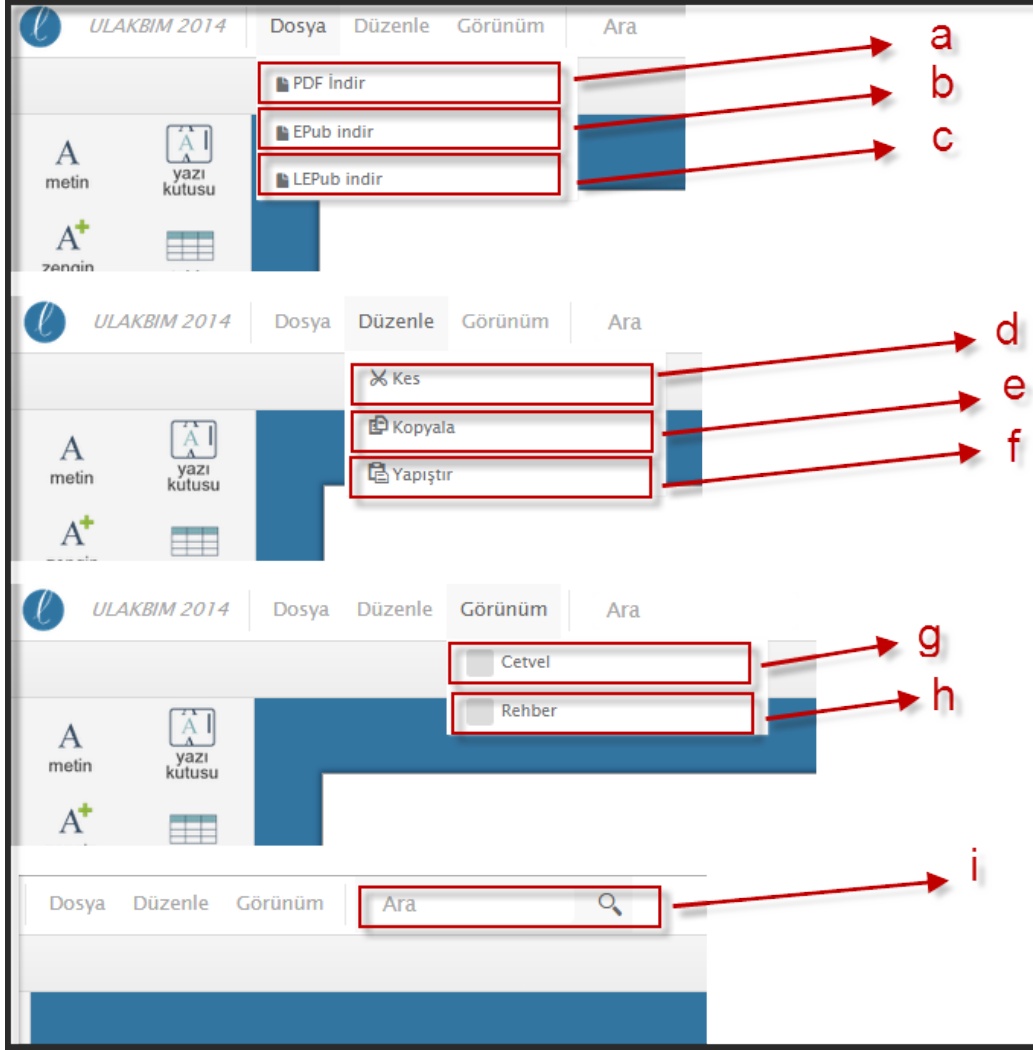 ULAKBIM 2014 Dosya Düzenle Görünüm Ara
a
PDF İndir
b
EPub indir
c
LEPub indir
A
metin
A
yazı
kutusu
A
zengin
ULAKBIM 2014 Dosya Düzenle Görünüm Ara
d
Kes
e
Kopyala
f
Yapıştır
A
metin
A
yazı
kutusu
A
ULAKBIM 2014 Dosya Düzenle Görünüm Ara
g
Cetvel
h
Rehber
A
metin
A
yazı
kutusu
A
i
Dosya Düzenle Görünüm Ara